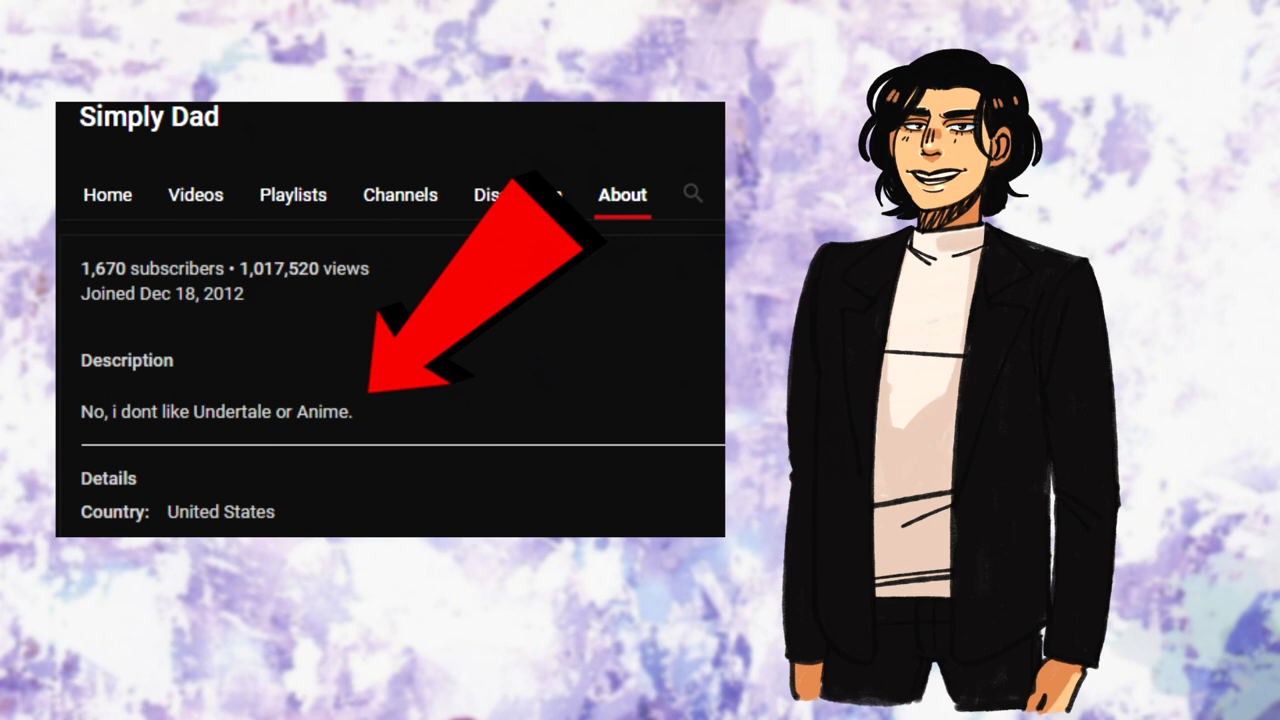 Simply Dad
Home Videos Playlists Channels About
1,670 subscribers • 1,017,520 views
Joined Dec 18, 2012
Description
No, i dont like Undertale or Anime.
Details
Country: United States